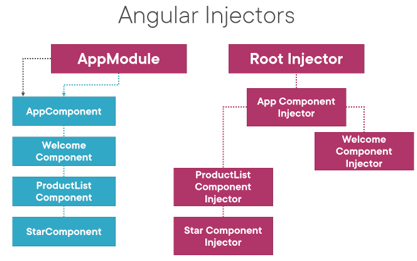 Angular Injectors
AppModule
Root Injector
AppComponent
App Component
Injector
Welcome
Component
Welcome
Component
Injector
ProductList
Component
ProductList
Component
Injector
StarComponent
Star Component
Injector